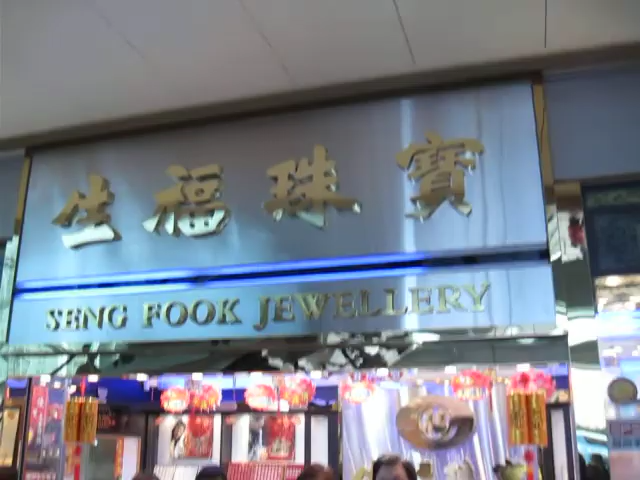 生福珠寶
SENG FOOK JEWELLERY